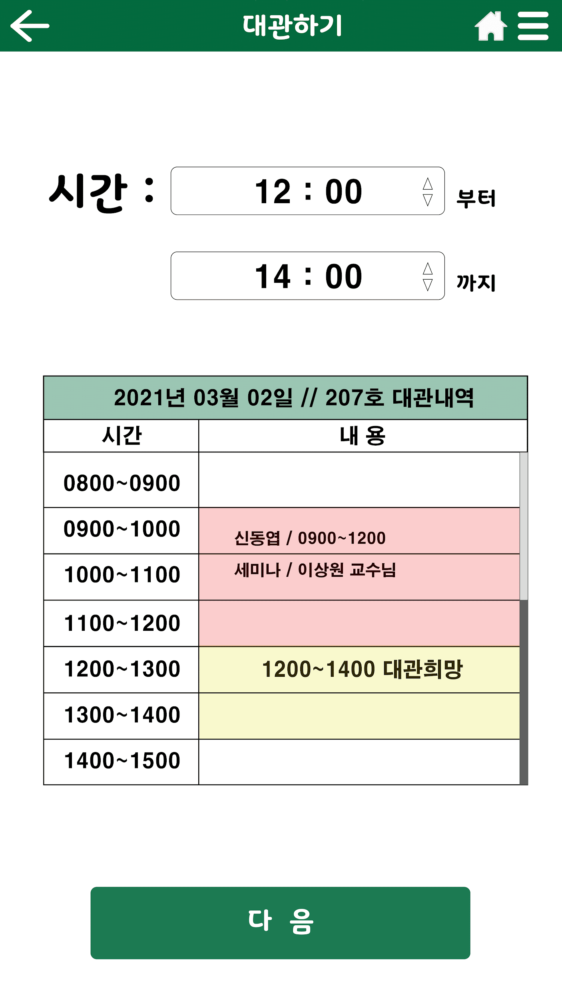 대관하기
시간 : 12 : 00 부터
14 : 00 까지
2021년 03월 02일 // 207호 대관내역
시간 내 용
0800~0900
0900~1000 신동엽 / 0900~1200
1000~1100 세미나 / 이상원 교수님
1100~1200
1200~1300 1200~1400 대관희망
1300~1400
1400~1500
다 음